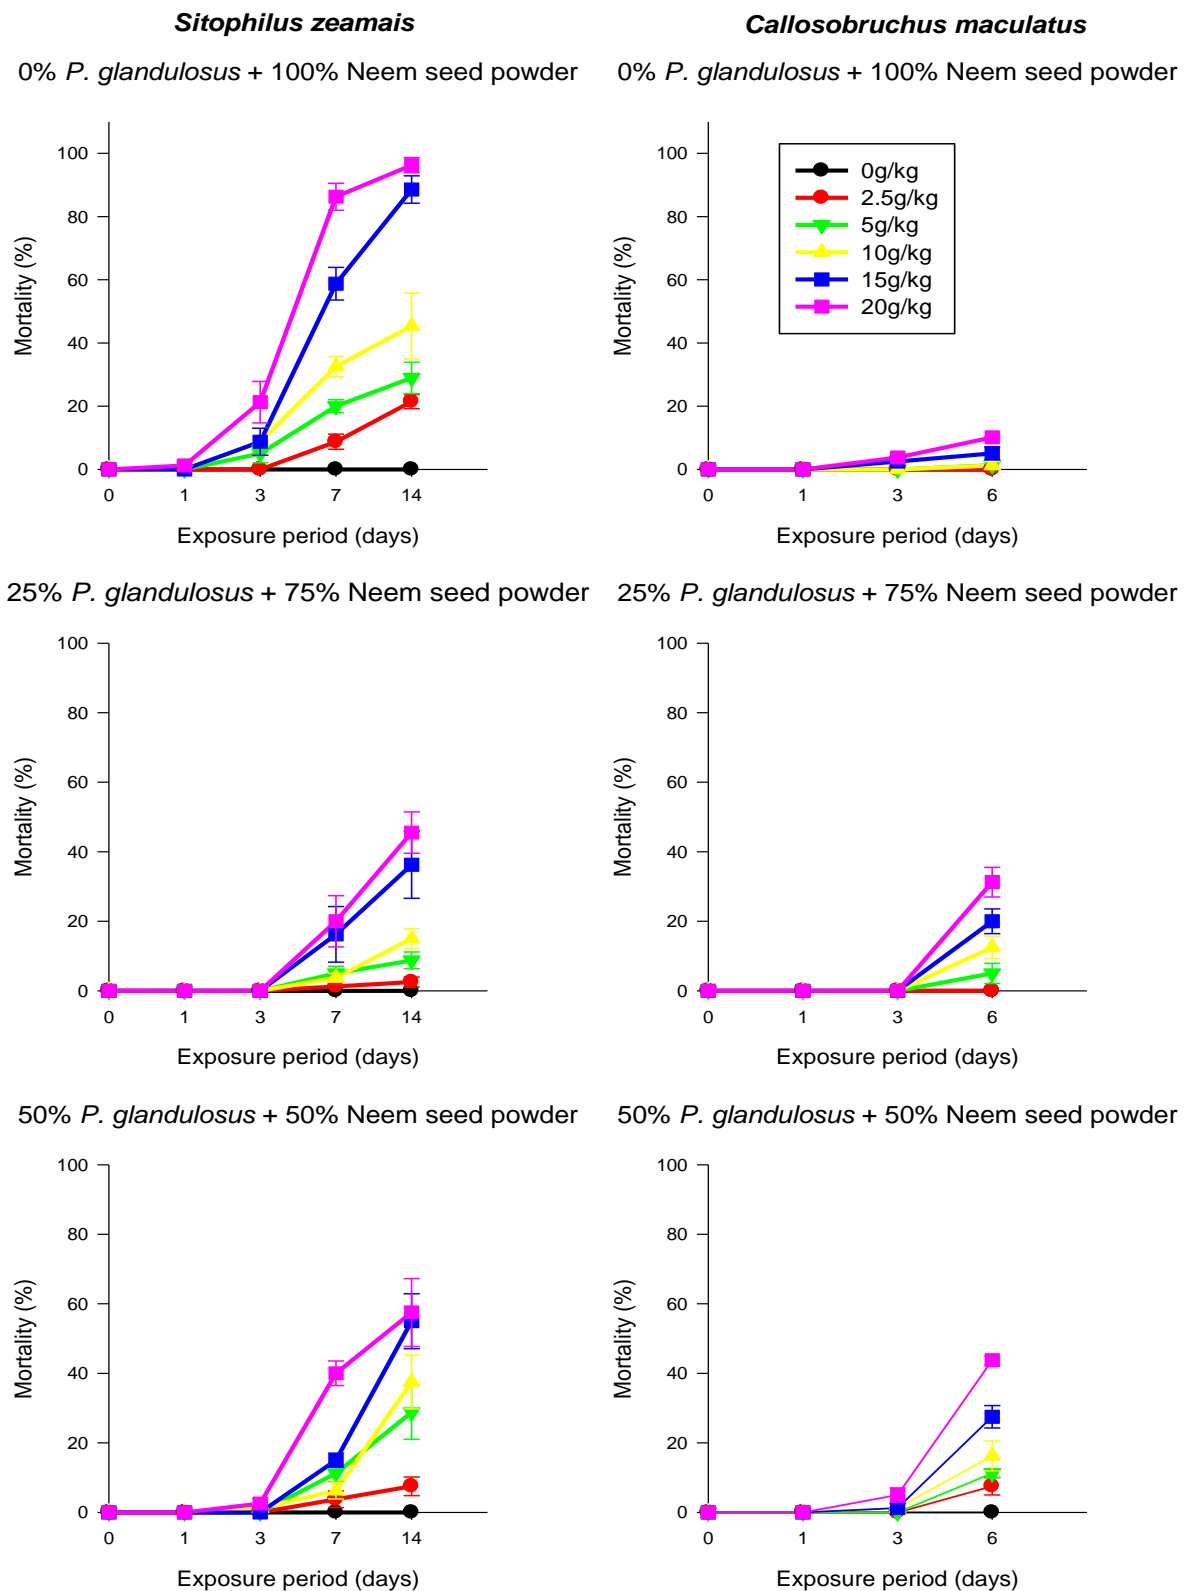 Sitophilus zeamais
Callosobruchus maculatus
0% P. glandulosus + 100% Neem seed powder
0% P. glandulosus + 100% Neem seed powder
100
80
60
40
20
0
Mortality (%)
0 1 3 7 14
Exposure period (days)
100
80
60
40
20
0
Mortality (%)
0g/kg
2.5g/kg
5g/kg
10g/kg
15g/kg
20g/kg
0 1 3 6
Exposure period (days)
25% P. glandulosus + 75% Neem seed powder
25% P. glandulosus + 75% Neem seed powder
100
80
60
40
20
0
Mortality (%)
0 1 3 7 14
Exposure period (days)
100
80
60
40
20
0
Mortality (%)
0 1 3 6
Exposure period (days)
50% P. glandulosus + 50% Neem seed powder
50% P. glandulosus + 50% Neem seed powder
100
80
60
40
20
0
Mortality (%)
0 1 3 7 14
Exposure period (days)
100
80
60
40
20
0
Mortality (%)
0 1 3 6
Exposure period (days)